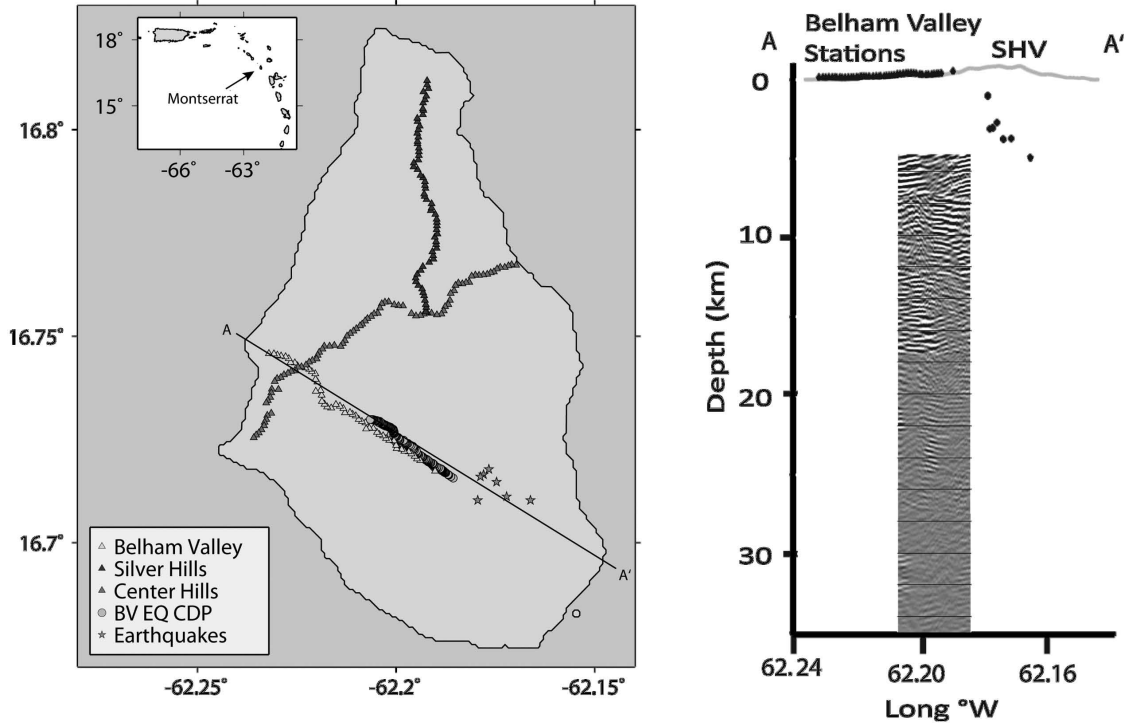 18°
15°
-66°
-63°
Montserrat
16.8°
16.75°
16.7°
-62.25°
-62.2°
-62.15°
A
A'
Belham Valley
Silver Hills
Center Hills
BV EQ CDP
Earthquakes
A
Belham Valley
Stations
SHV
A'
0
10
20
30
Depth (km)
62.24
62.20
62.16
Long °W